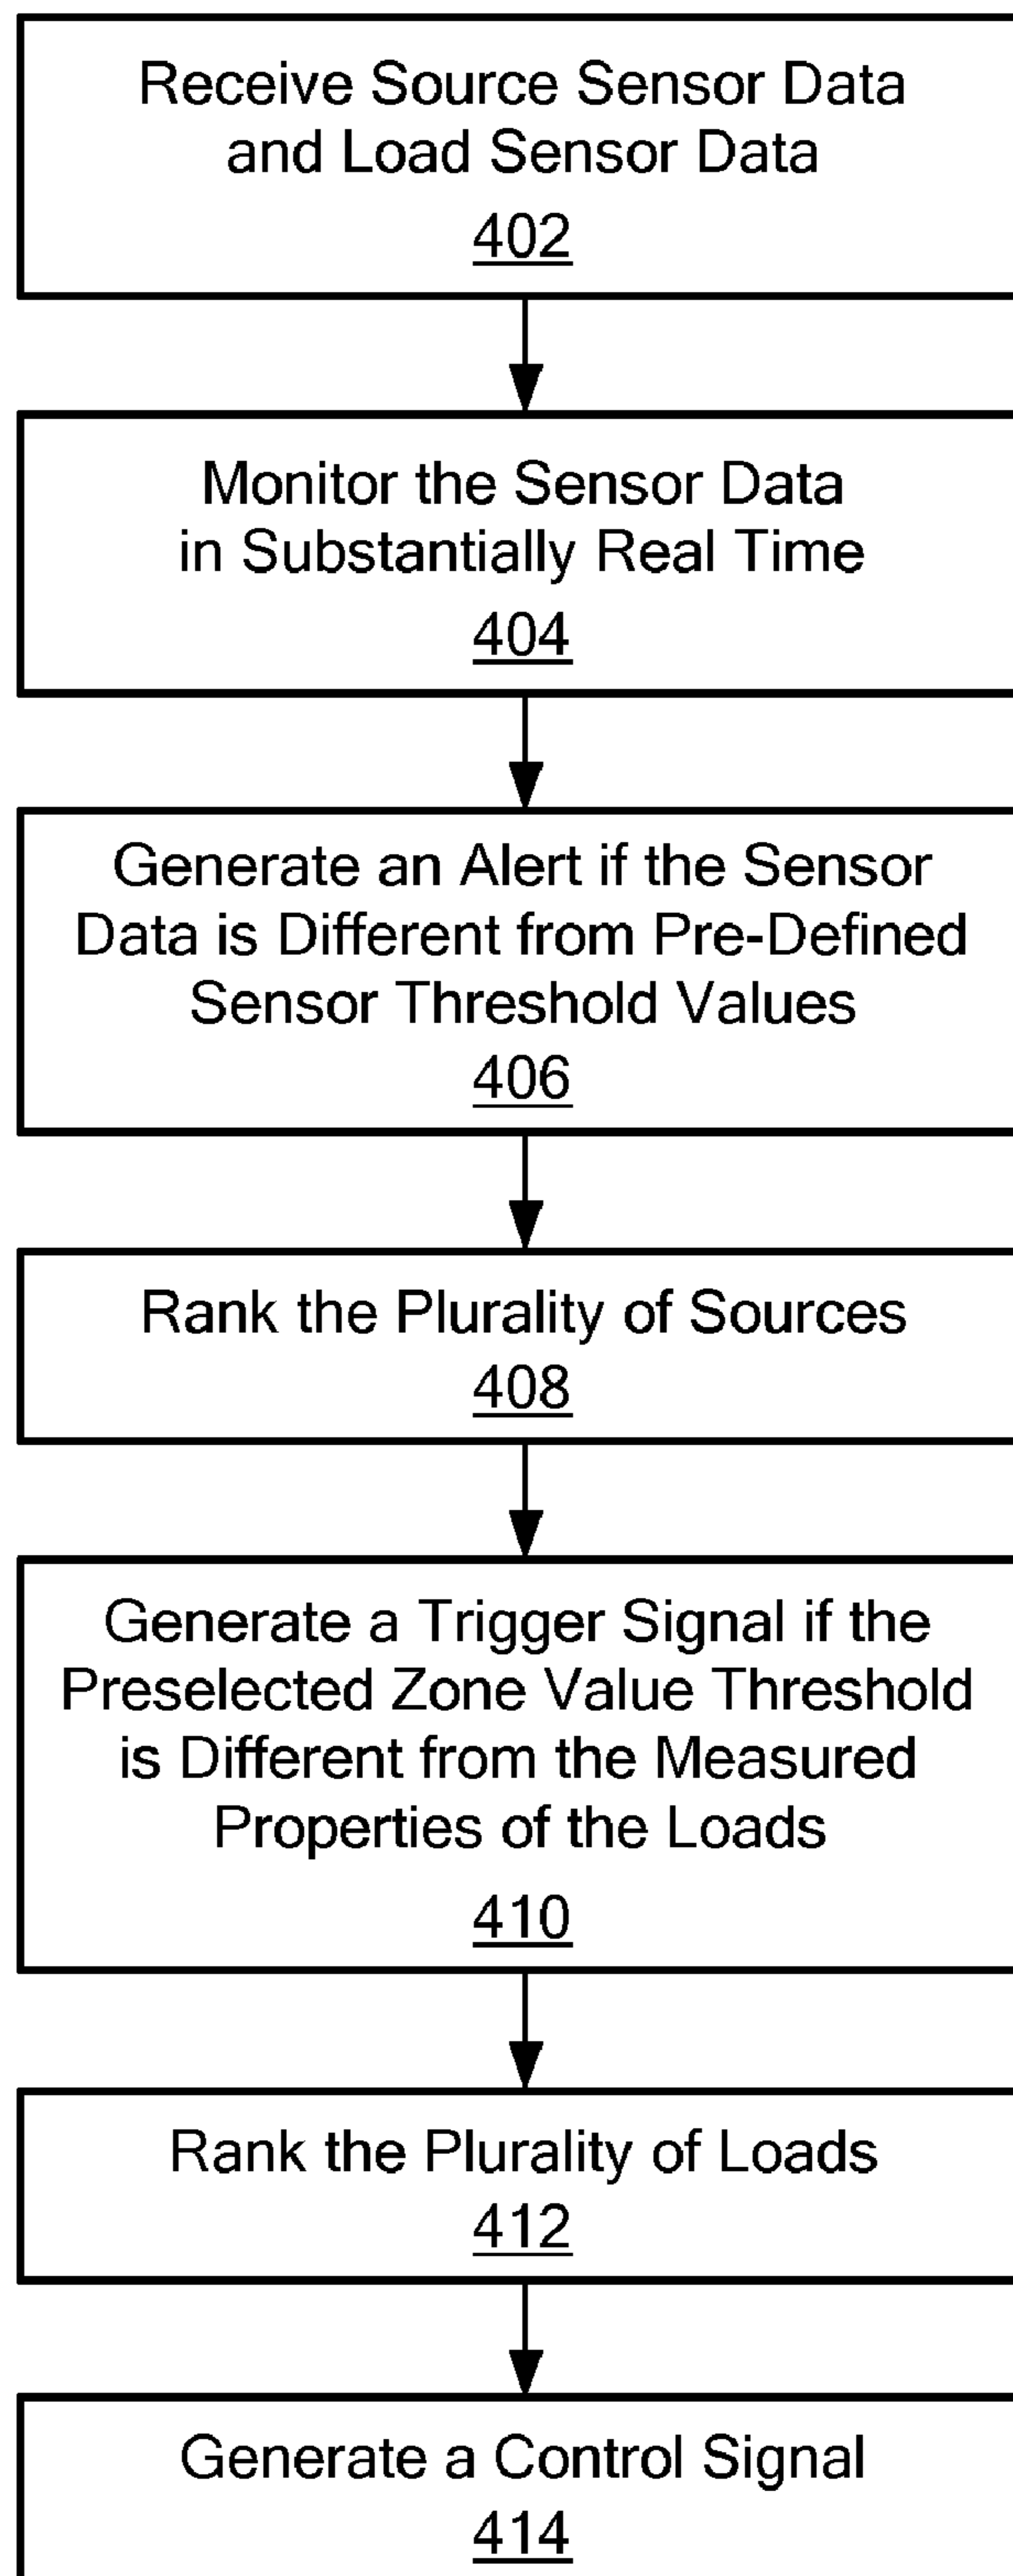 Receive Source Sensor Data
and Load Sensor Data
402
Monitor the Sensor Data
in Substantially Real Time
404
Generate an Alert if the Sensor
Data is Different from Pre-Defined
Sensor Threshold Values
406
Rank the Plurality of Sources
408
Generate a Trigger Signal if the
Preselected Zone Value Threshold
is Different from the Measured
Properties of the Loads
410
Rank the Plurality of Loads
412
Generate a Control Signal
414